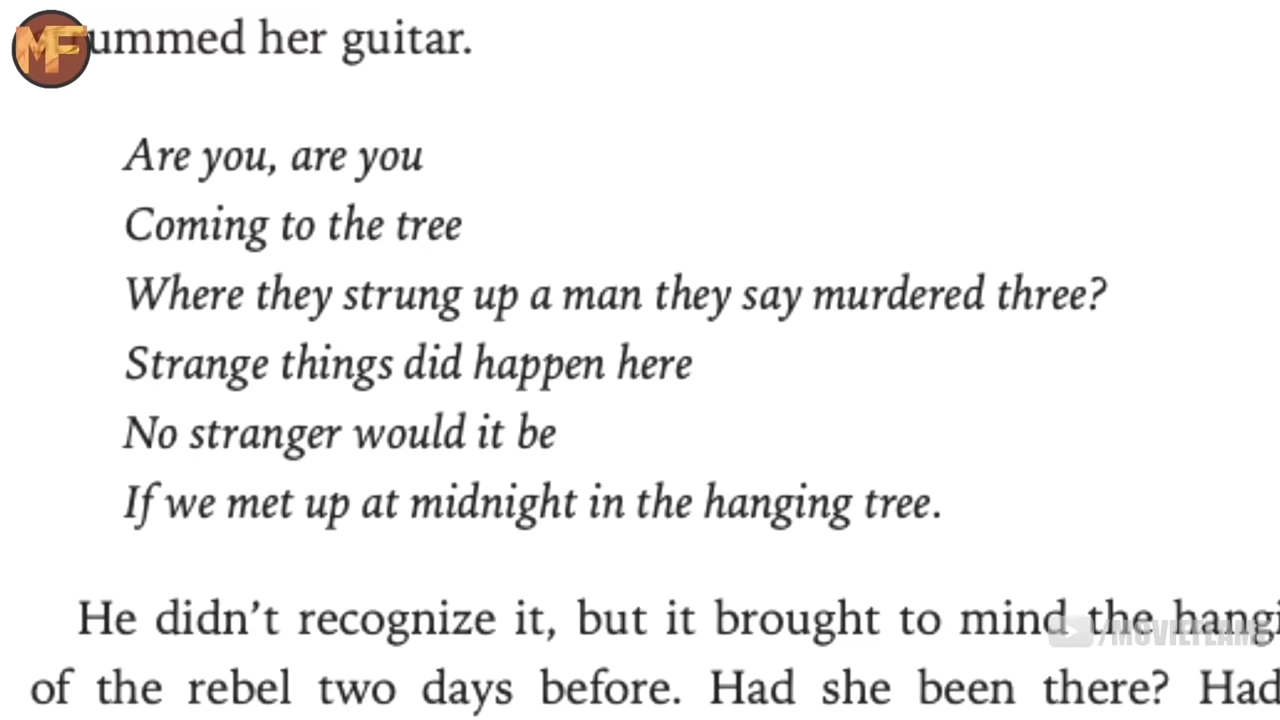 MF ummed her guitar.
Are you, are you
Coming to the tree
Where they strung up a man they say murdered three?
Strange things did happen here
No stranger would it be
If we met up at midnight in the hanging tree.
He didn’t recognize it, but it brought to mind the hangi
of the rebel two days before. Had she been there? Had